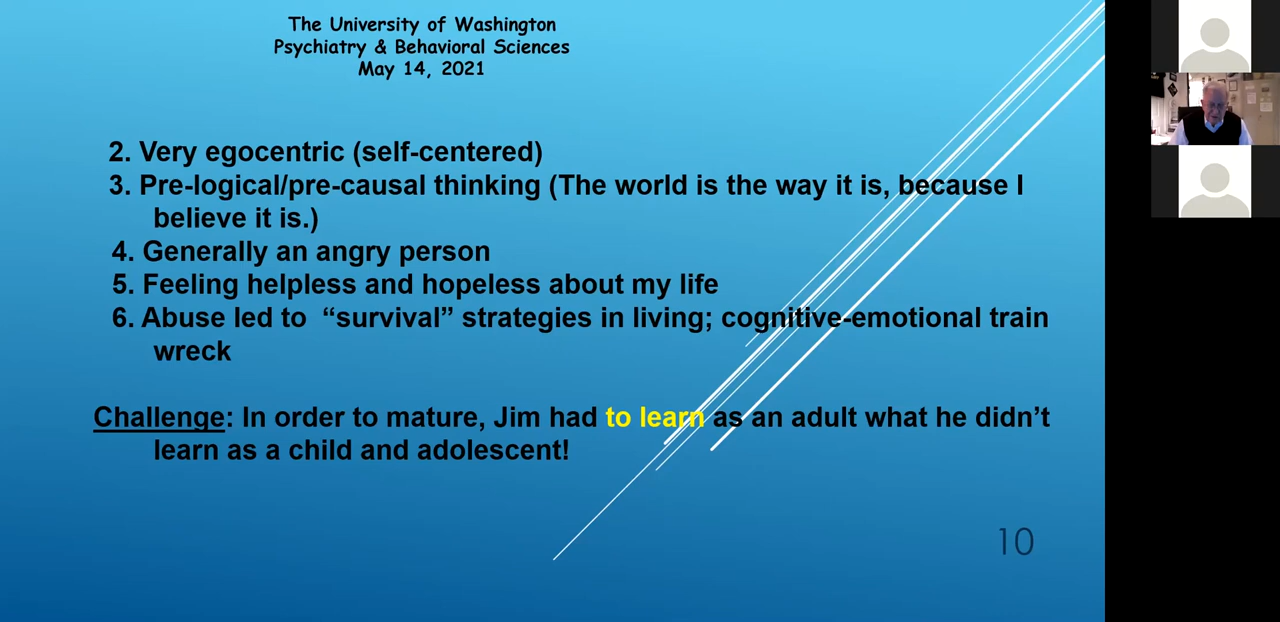 The University of Washington
Psychiatry & Behavioral Sciences
May 14, 2021
2. Very egocentric (self-centered)
3. Pre-logical/pre-causal thinking (The world is the way it is, because I
believe it is.)
4. Generally an angry person
5. Feeling helpless and hopeless about my life
6. Abuse led to “survival” strategies in living; cognitive-emotional train
wreck
Challenge: In order to mature, Jim had to learn as an adult what he didn’t
learn as a child and adolescent!
10